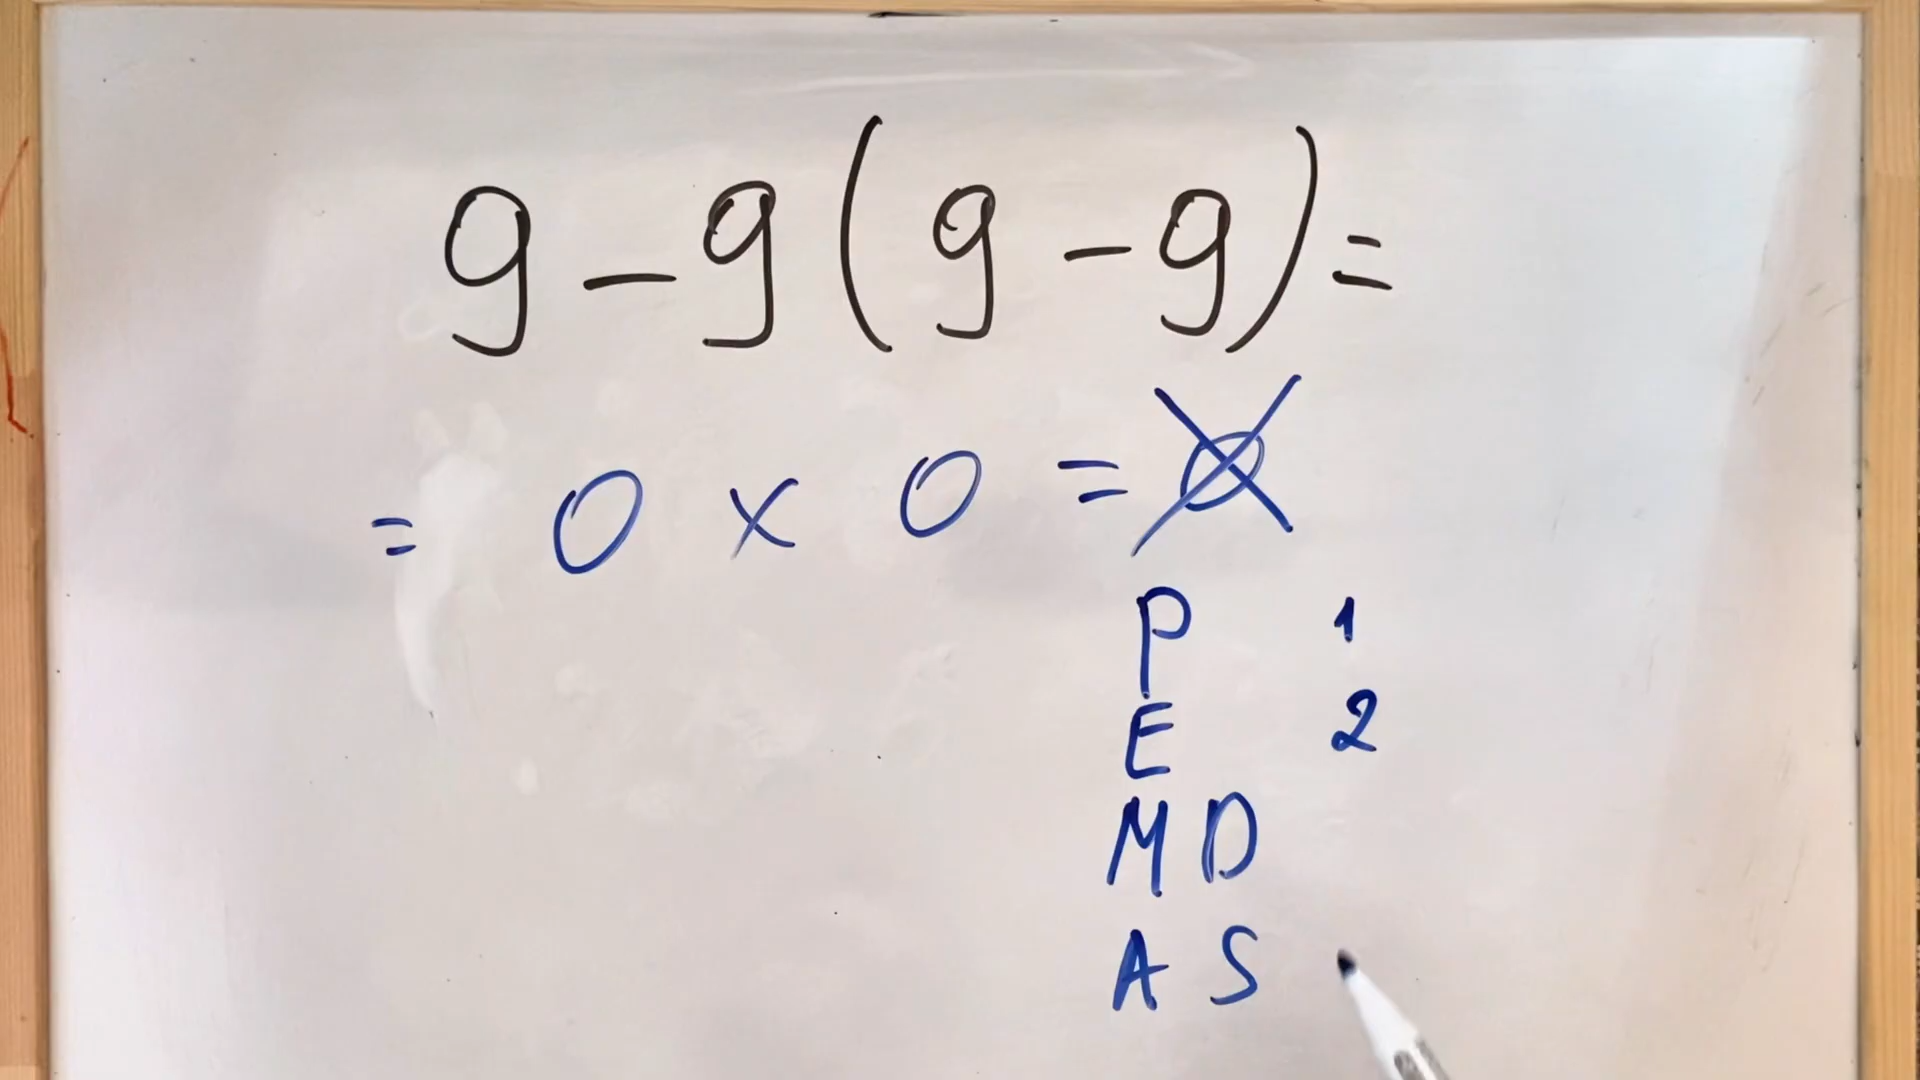 9 - 9 ( 9 - 9 ) =
= 0 x 0 = 0
P 1
E 2
M D
A S